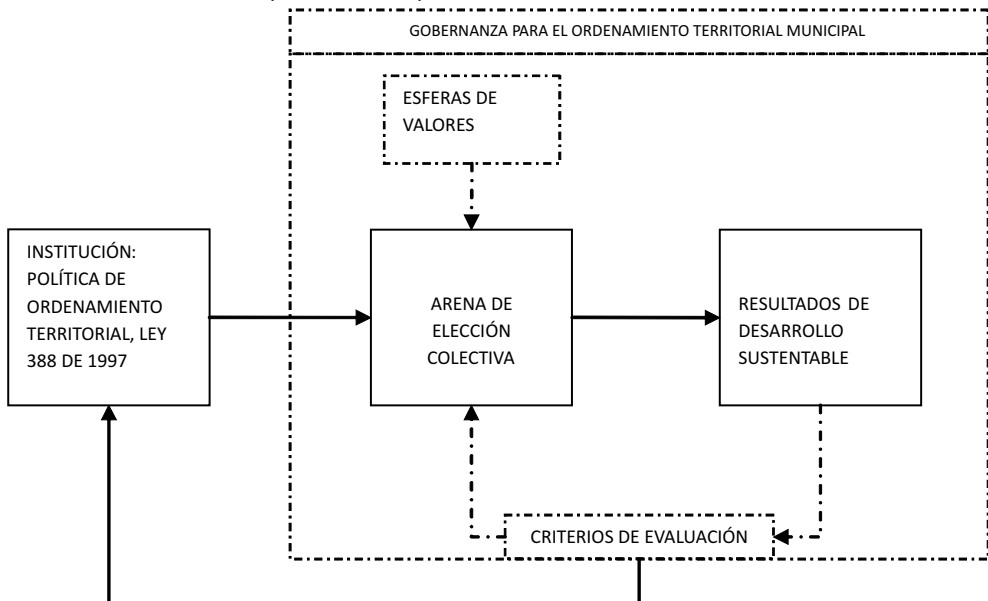 GOBERNANZA PARA EL ORDENAMIENTO TERRITORIAL MUNICIPAL
ESFERAS DE
VALORES
INSTITUCIÓN:
POLÍTICA DE
ORDENAMIENTO
TERRITORIAL, LEY
388 DE 1997
ARENA DE
ELECCIÓN
COLECTIVA
RESULTADOS DE
DESARROLLO
SUSTENTABLE
CRITERIOS DE EVALUACIÓN